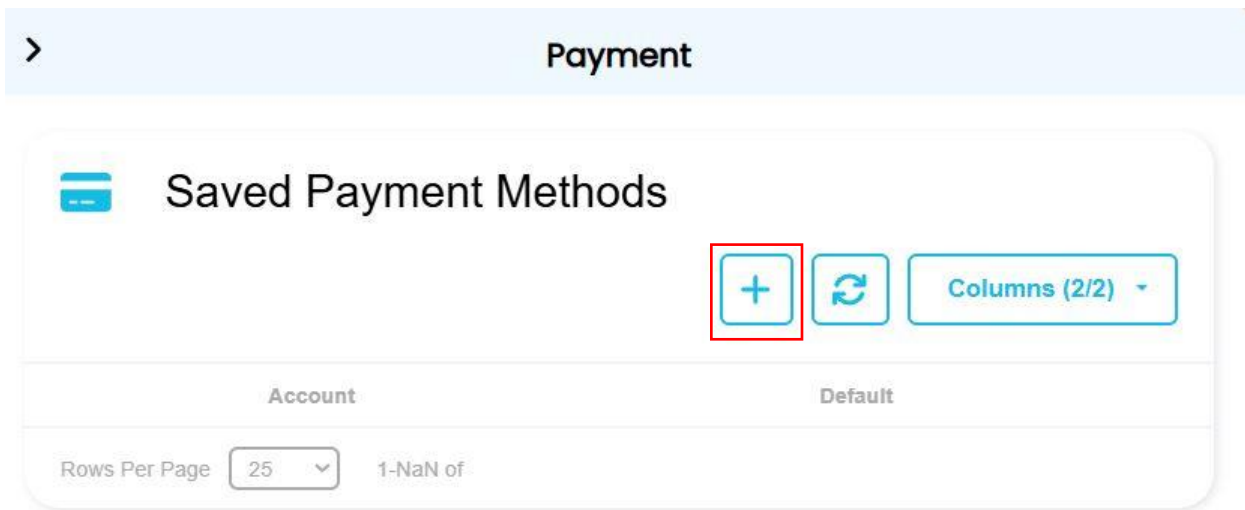 Payment
Saved Payment Methods
Columns (2/2)
Account Default
Rows Per Page 25 1-NaN of